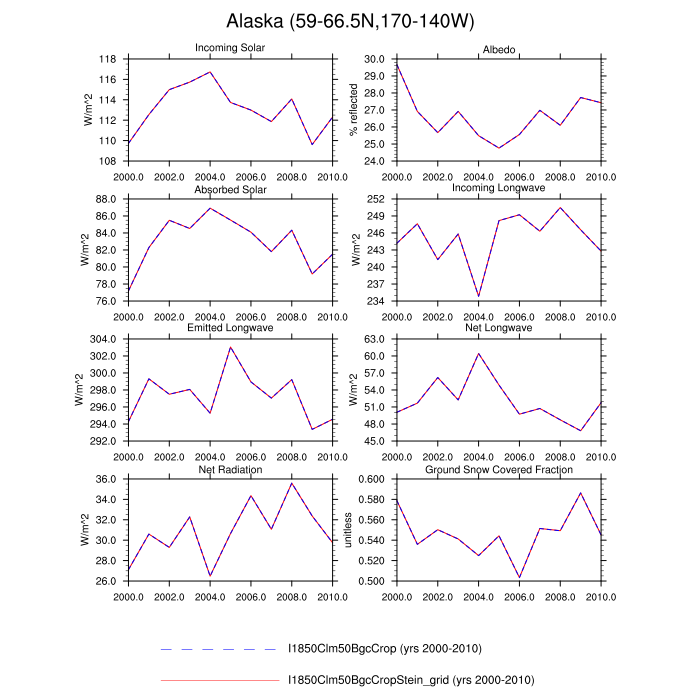 Alaska (59-66.5N,170-140W)
Incoming Solar
W/m^2
118
116
114
112
110
108
2000.0 2002.0 2004.0 2006.0 2008.0 2010.0
Albedo
% reflected
30.0
29.0
28.0
27.0
26.0
25.0
24.0
2000.0 2002.0 2004.0 2006.0 2008.0 2010.0
Absorbed Solar
W/m^2
88.0
86.0
84.0
82.0
80.0
78.0
76.0
2000.0 2002.0 2004.0 2006.0 2008.0 2010.0
Incoming Longwave
W/m^2
252
249
246
243
240
237
234
2000.0 2002.0 2004.0 2006.0 2008.0 2010.0
Emitted Longwave
W/m^2
304.0
302.0
300.0
298.0
296.0
294.0
292.0
2000.0 2002.0 2004.0 2006.0 2008.0 2010.0
Net Longwave
W/m^2
63.0
60.0
57.0
54.0
51.0
48.0
45.0
2000.0 2002.0 2004.0 2006.0 2008.0 2010.0
Net Radiation
W/m^2
36.0
34.0
32.0
30.0
28.0
26.0
2000.0 2002.0 2004.0 2006.0 2008.0 2010.0
Ground Snow Covered Fraction
unitless
0.600
0.580
0.560
0.540
0.520
0.500
2000.0 2002.0 2004.0 2006.0 2008.0 2010.0
I1850Clm50BgcCrop (yrs 2000-2010)
I1850Clm50BgcCropStein_grid (yrs 2000-2010)